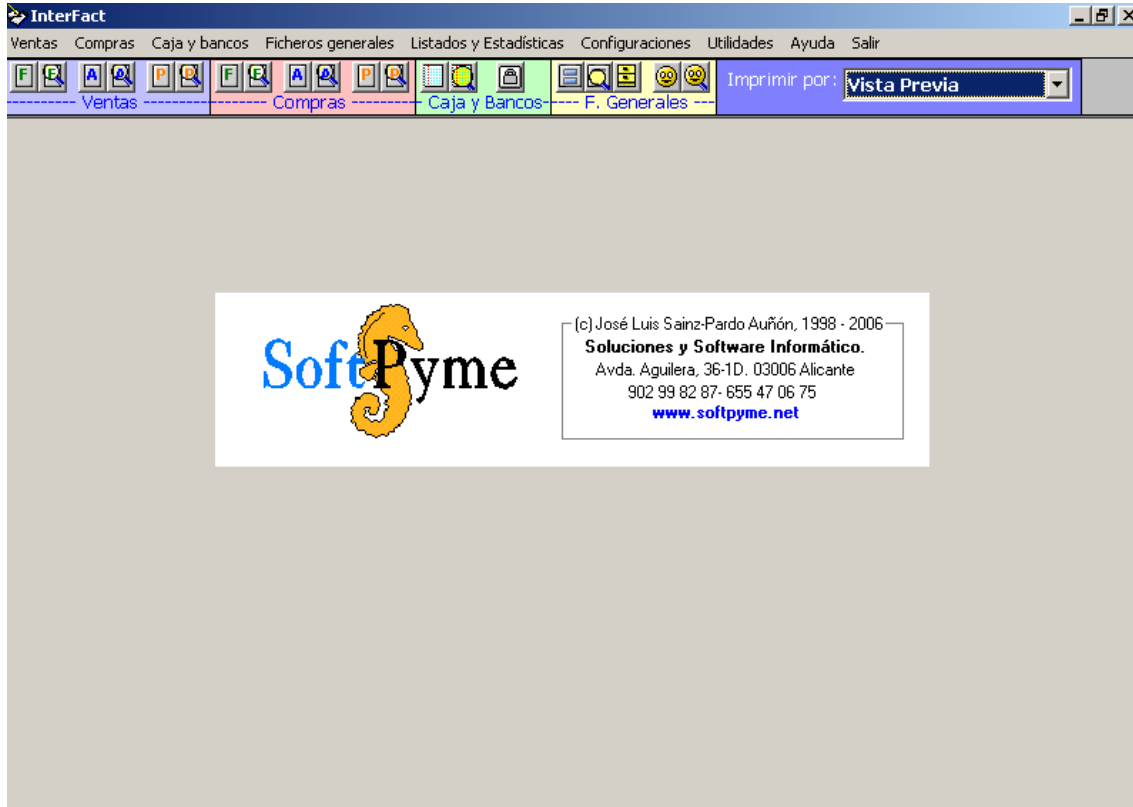 InterFact
Ventas Compras Caja y bancos Ficheros generales Listados y Estadísticas Configuraciones Utilidades Ayuda Salir
F F A A P P F F A A P P Imprimir por: Vista Previa
--------- Ventas --------- -------- Compras --------- - Caja y Bancos- ---- F. Generales ---
SoftPyme
(c) José Luis Sainz-Pardo Auñón, 1998 - 2006
Soluciones y Software Informático.
Avda. Aguilera, 36-1D. 03006 Alicante
902 99 82 87- 655 47 06 75
www.softpyme.net